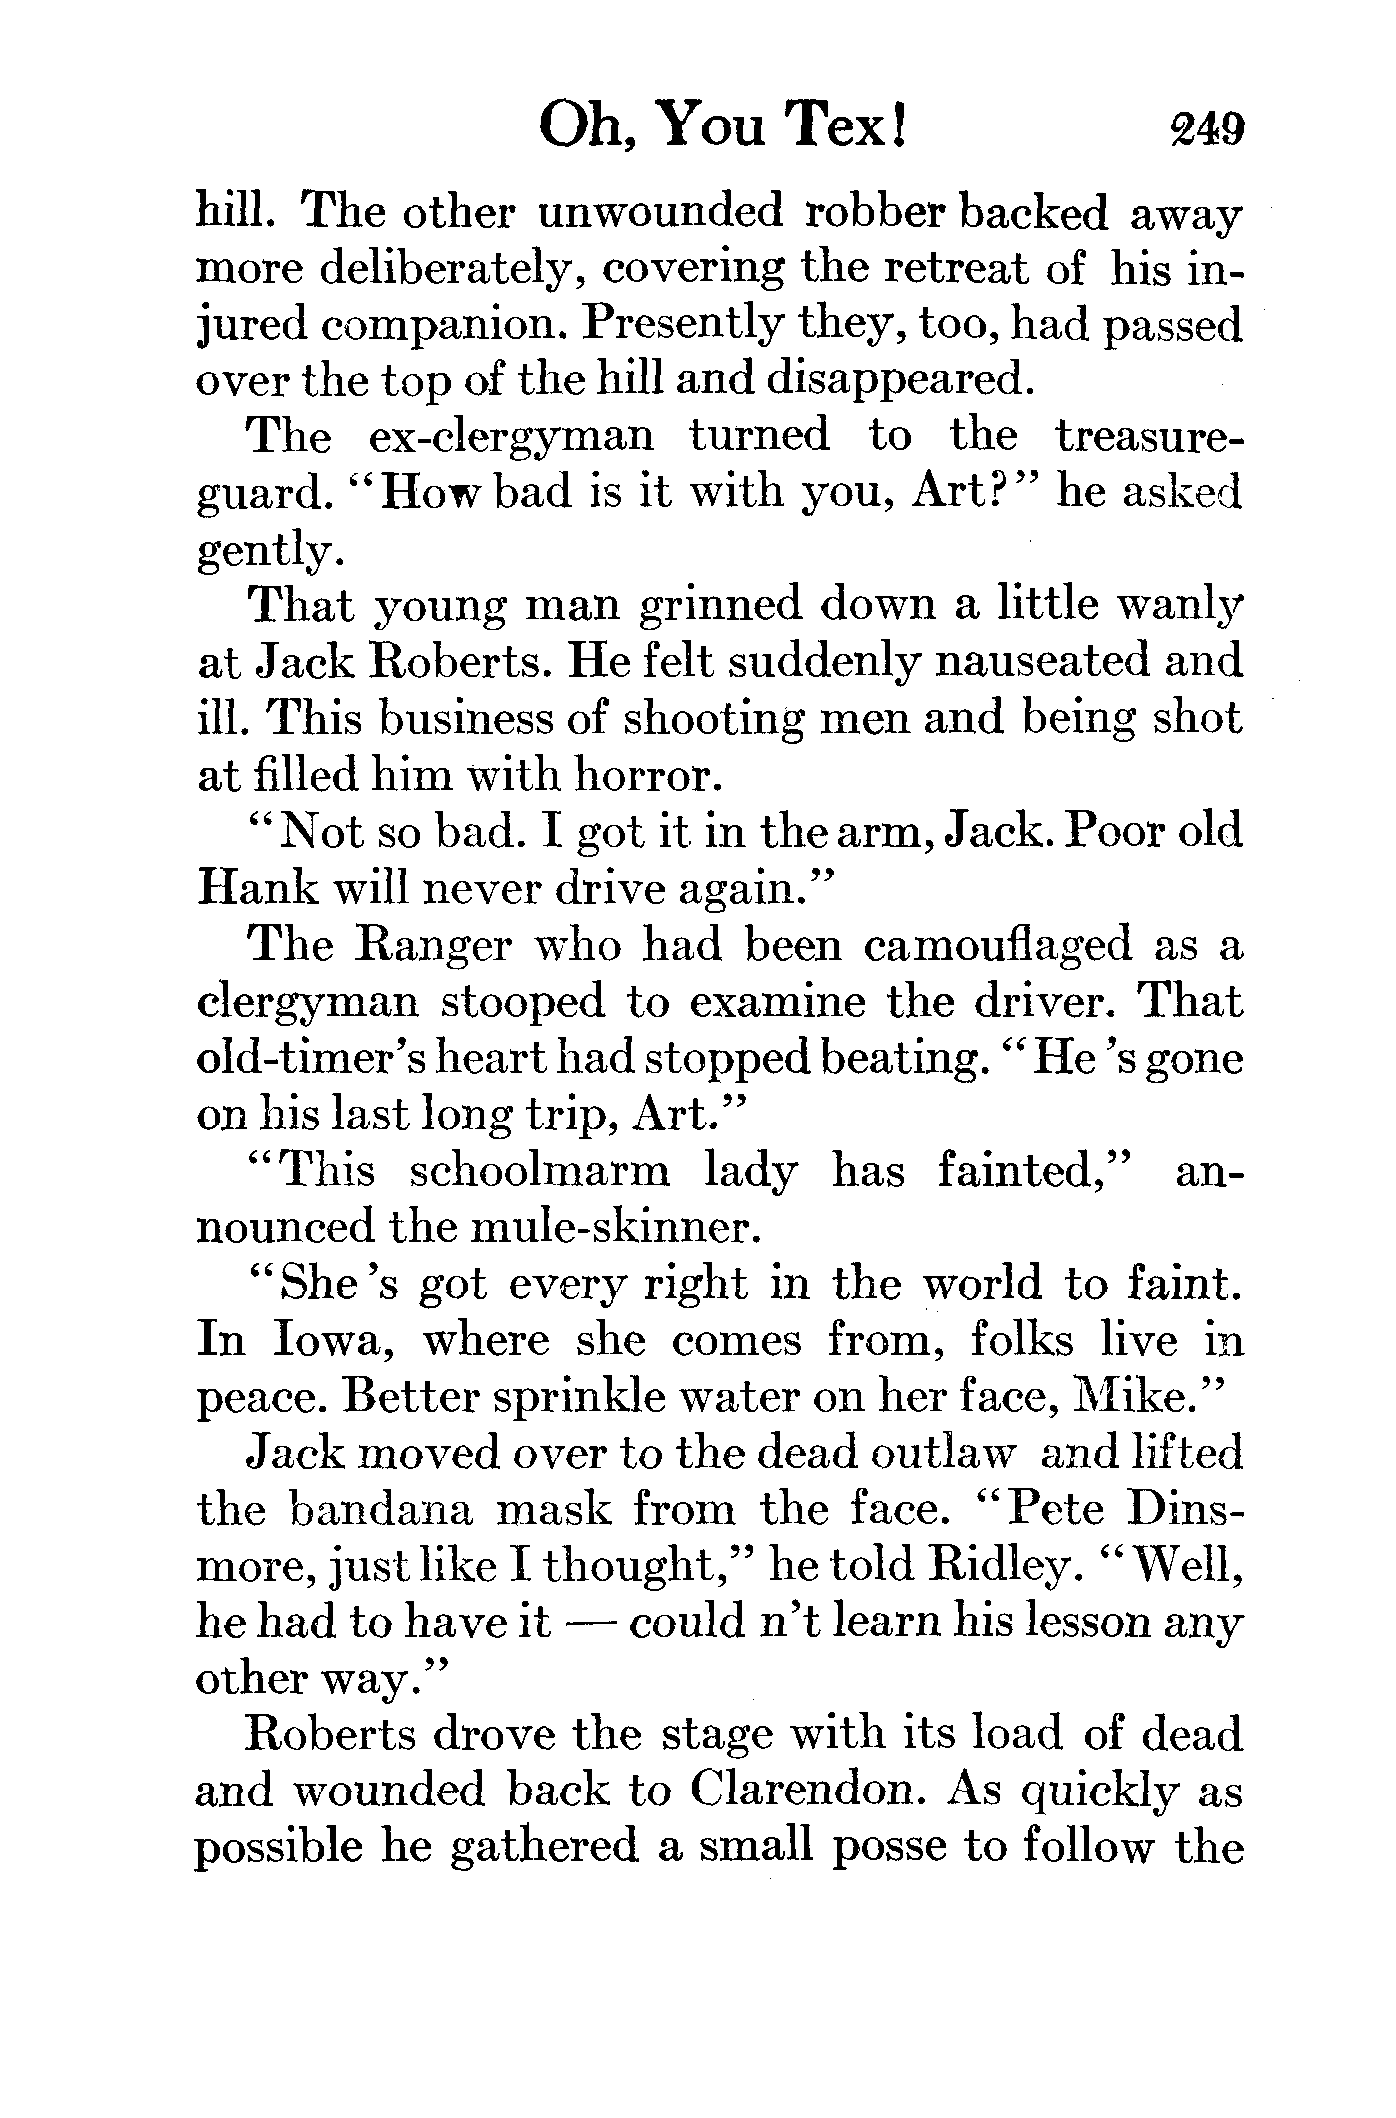 Oh, You Tex! 249
hill. The other unwounded robber backed away
more deliberately, covering the retreat of his in-
jured companion. Presently they, too, had passed
over the top of the hill and disappeared.
The ex-clergyman turned to the treasure-
guard. “How bad is it with you, Art?” he asked
gently.
That young man grinned down a little wanly
at Jack Roberts. He felt suddenly nauseated and
ill. This business of shooting men and being shot
at filled him with horror.
“Not so bad. I got it in the arm, Jack. Poor old
Hank will never drive again.”
The Ranger who had been camouflaged as a
clergyman stooped to examine the driver. That
old-timer’s heart had stopped beating. “He ’s gone
on his last long trip, Art.”
“This schoolmarm lady has fainted,” an-
nounced the mule-skinner.
“She ’s got every right in the world to faint.
In Iowa, where she comes from, folks live in
peace. Better sprinkle water on her face, Mike.”
Jack moved over to the dead outlaw and lifted
the bandana mask from the face. “Pete Dins-
more, just like I thought,” he told Ridley. “Well,
he had to have it — could n’t learn his lesson any
other way.”
Roberts drove the stage with its load of dead
and wounded back to Clarendon. As quickly as
possible he gathered a small posse to follow the